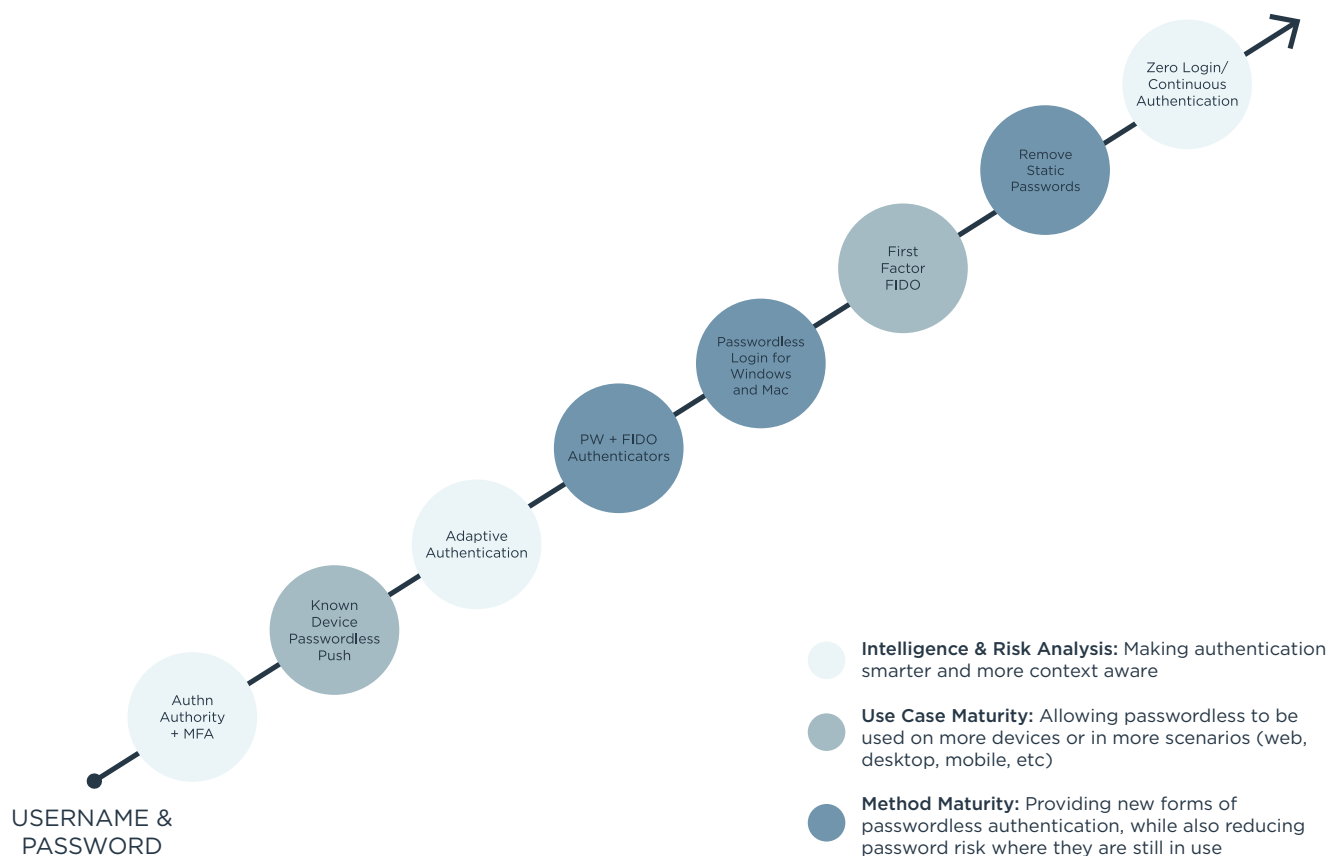 Zero Login/
Continuous
Authentication
Remove
Static
Passwords
First
Factor
FIDO
Passwordless
Login for
Windows
and Mac
PW + FIDO
Authenticators
Adaptive
Authentication
Known
Device
Passwordless
Push
Authn
Authority
+ MFA
USERNAME &
PASSWORD
Intelligence & Risk Analysis: Making authentication
smarter and more context aware
Use Case Maturity: Allowing passwordless to be
used on more devices or in more scenarios (web,
desktop, mobile, etc)
Method Maturity: Providing new forms of
passwordless authentication, while also reducing
password risk where they are still in use